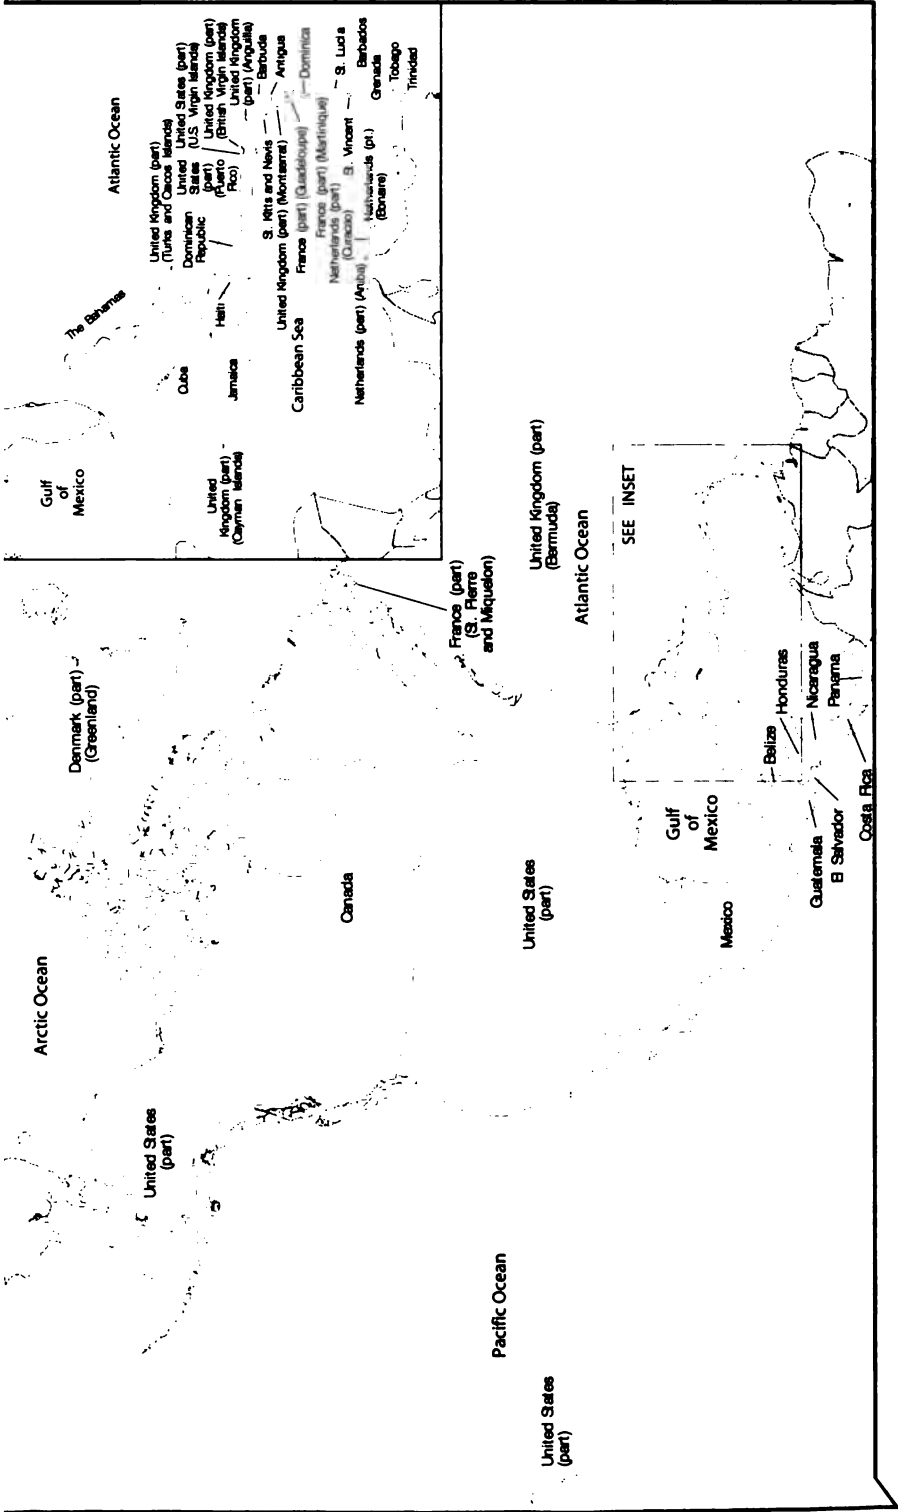 Arctic Ocean
United States
(part)
Denmark (part)
(Greenland)
Canada
France (part)
(St. Pierre
and Miquelon)
United States
(part)
United Kingdom (part)
(Bermuda)
Atlantic Ocean
SEE INSET
Pacific Ocean
United States
(part)
Gulf
of
Mexico
Mexico
Belize
Honduras
Guatemala
Nicaragua
El Salvador
Panama
Costa Rica
Gulf
of
Mexico
The Bahamas
Atlantic Ocean
United Kingdom (part)
(Turks and Caicos Islands)
Cuba
Dominican
Republic
United
States
(part)
(Puerto
Rico)
United States (part)
(U.S. Virgin Islands)
United Kingdom (part)
(British Virgin Islands)
United Kingdom
(part) (Anguilla)
Barbuda
United
Kingdom (part)
(Cayman Islands)
Jamaica
Haiti
St. Kitts and Nevis
Antigua
United Kingdom (part) (Montserrat)
Caribbean Sea
France (part) (Guadeloupe)
Dominica
France (part) (Martinique)
Netherlands (part)
(Curacao)
St. Lucia
St. Vincent
Barbados
Netherlands (part) (Aruba)
Netherlands (pt.)
(Bonaire)
Grenada
Tobago
Trinidad